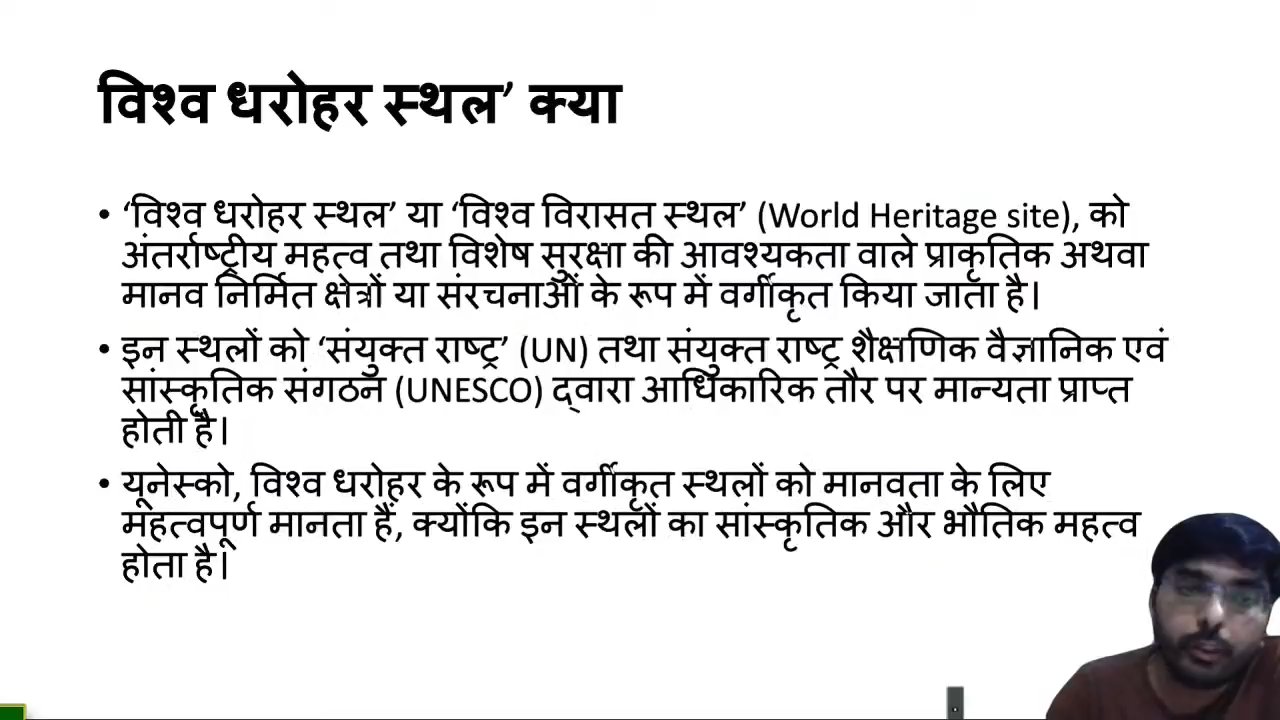 विश्व धरोहर स्थल’ क्या
• ‘विश्व धरोहर स्थल’ या ‘विश्व विरासत स्थल’ (World Heritage site), को
अंतर्राष्ट्रीय महत्व तथा विशेष सुरक्षा की आवश्यकता वाले प्राकृतिक अथवा
मानव निर्मित क्षेत्रों या संरचनाओं के रूप में वर्गीकृत किया जाता है।
• इन स्थलों को ‘संयुक्त राष्ट्र’ (UN) तथा संयुक्त राष्ट्र शैक्षणिक वैज्ञानिक एवं
सांस्कृतिक संगठन (UNESCO) द्वारा आधिकारिक तौर पर मान्यता प्राप्त
होती है।
• यूनेस्को, विश्व धरोहर के रूप में वर्गीकृत स्थलों को मानवता के लिए
महत्वपूर्ण मानता हैं, क्योंकि इन स्थलों का सांस्कृतिक और भौतिक महत्व
होता है।